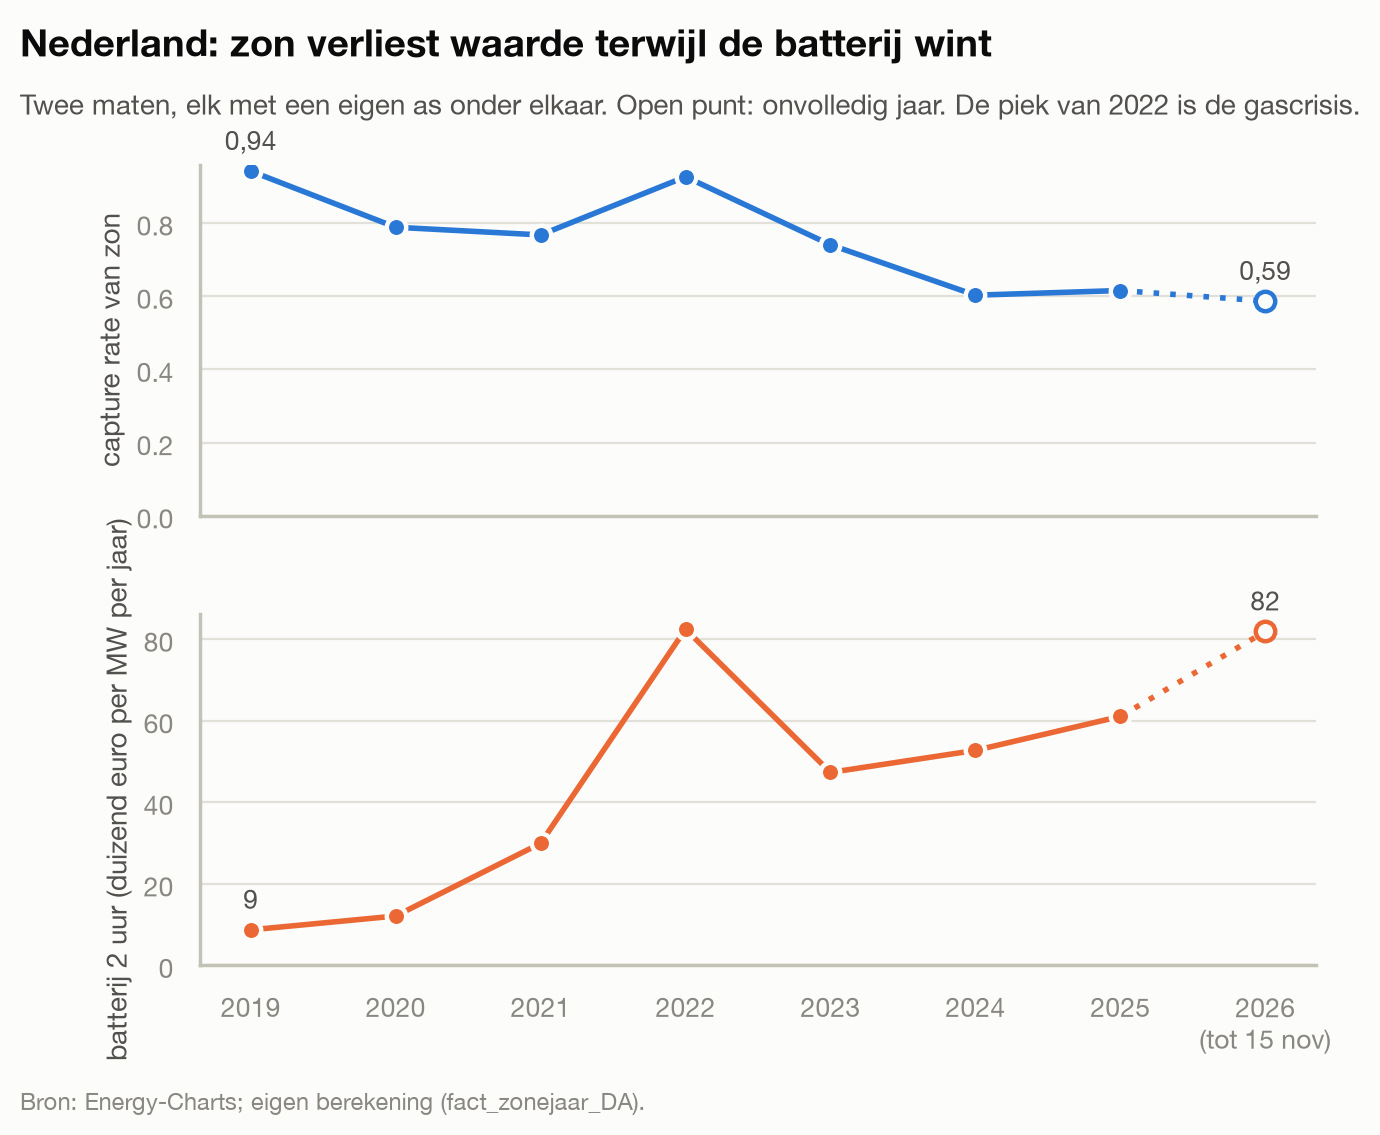 Nederland: zon verliest waarde terwijl de batterij wint
Twee maten, elk met een eigen as onder elkaar. Open punt: onvolledig jaar. De piek van 2022 is de gascrisis.
0,94
0,59
capture rate van zon
0.8
0.6
0.4
0.2
0.0
82
9
batterij 2 uur (duizend euro per MW per jaar)
80
60
40
20
0
2019 2020 2021 2022 2023 2024 2025 2026
(tot 15 nov)
Bron: Energy-Charts; eigen berekening (fact_zonejaar_DA).